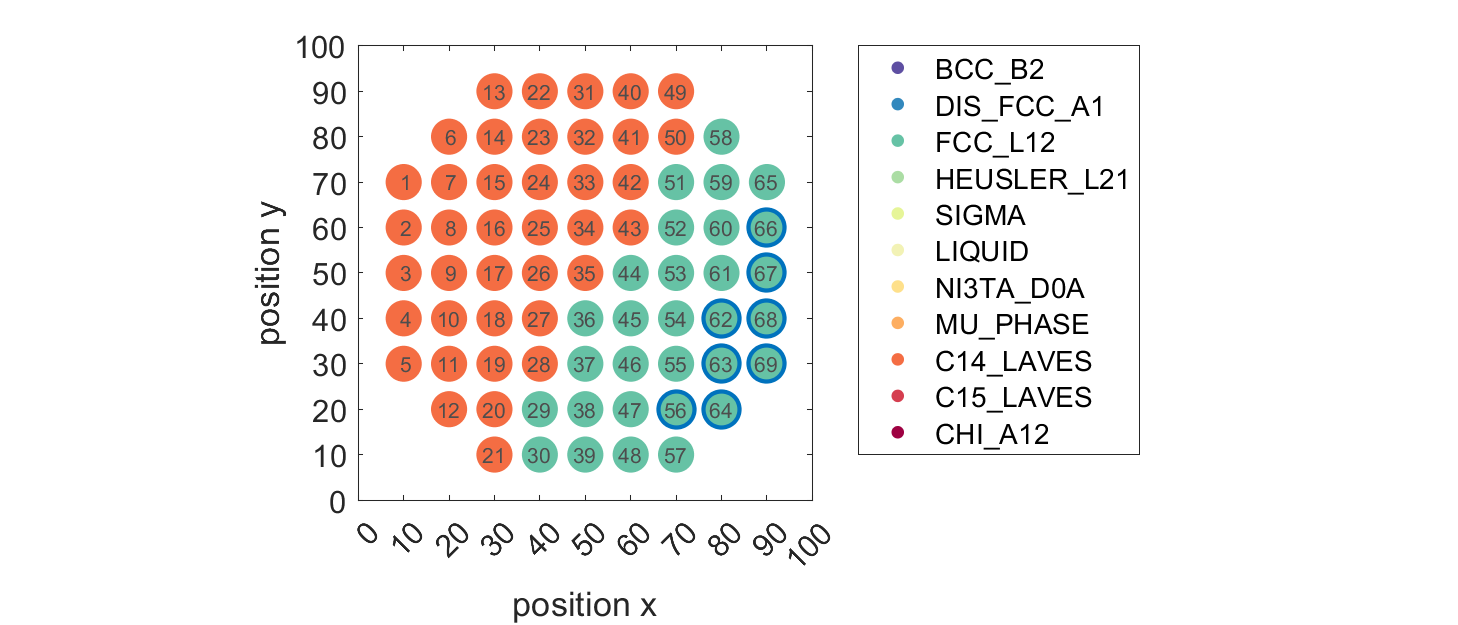 100
90
80
70
60
50
40
30
20
10
0
position y
13 22 31 40 49
6 14 23 32 41 50 58
1 7 15 24 33 42 51 59 65
2 8 16 25 34 43 52 60 66
3 9 17 26 35 44 53 61 67
4 10 18 27 36 45 54 62 68
5 11 19 28 37 46 55 63 69
12 20 29 38 47 56 64
21 30 39 48 57
0 10 20 30 40 50 60 70 80 90 100
position x
BCC_B2
DIS_FCC_A1
FCC_L12
HEUSLER_L21
SIGMA
LIQUID
NI3TA_D0A
MU_PHASE
C14_LAVES
C15_LAVES
CHI_A12